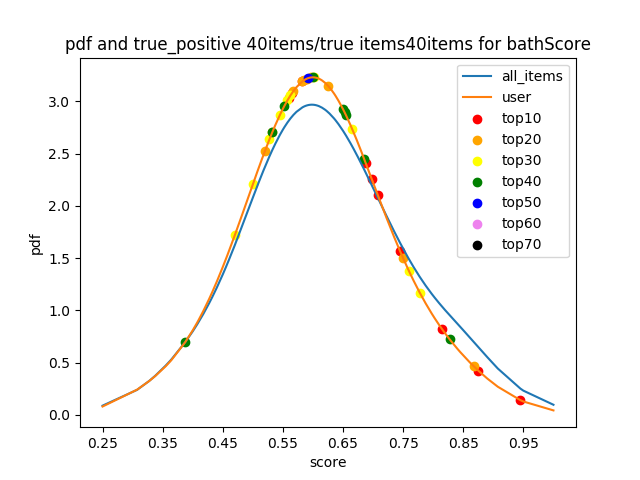 pdf and true_positive 40items/true items40items for bathScore
all_items
user
top10
top20
top30
top40
top50
top60
top70
3.0
2.5
2.0
1.5
1.0
0.5
0.0
pdf
0.25 0.35 0.45 0.55 0.65 0.75 0.85 0.95
score